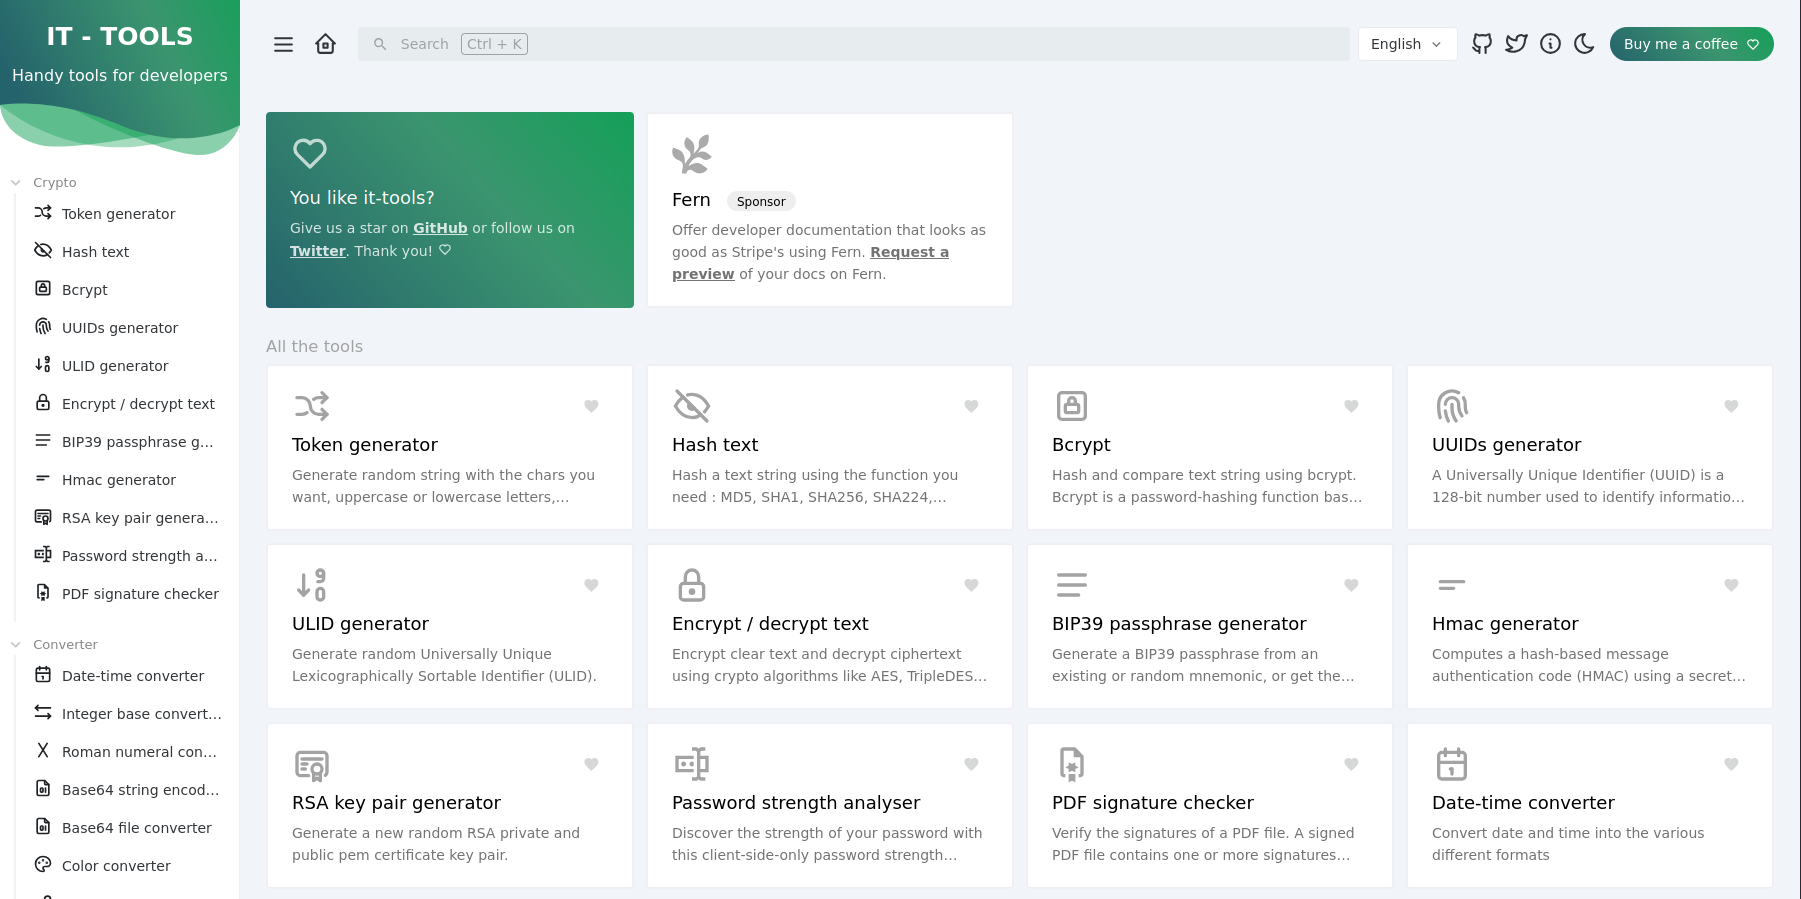 IT - TOOLS
Handy tools for developers
Crypto
Token generator
Hash text
Bcrypt
UUIDs generator
ULID generator
Encrypt / decrypt text
BIP39 passphrase g...
Hmac generator
RSA key pair genera...
Password strength a...
PDF signature checker
Converter
Date-time converter
Integer base convert...
Roman numeral con...
Base64 string encod...
Base64 file converter
Color converter
Search Ctrl + K
English
Buy me a coffee
You like it-tools?
Give us a star on GitHub or follow us on
Twitter. Thank you!
Fern Sponsor
Offer developer documentation that looks as
good as Stripe's using Fern. Request a
preview of your docs on Fern.
All the tools
Token generator
Generate random string with the chars you
want, uppercase or lowercase letters,...
Hash text
Hash a text string using the function you
need : MD5, SHA1, SHA256, SHA224,...
Bcrypt
Hash and compare text string using bcrypt.
Bcrypt is a password-hashing function bas...
UUIDs generator
A Universally Unique Identifier (UUID) is a
128-bit number used to identify informatio...
ULID generator
Generate random Universally Unique
Lexicographically Sortable Identifier (ULID).
Encrypt / decrypt text
Encrypt clear text and decrypt ciphertext
using crypto algorithms like AES, TripleDES...
BIP39 passphrase generator
Generate a BIP39 passphrase from an
existing or random mnemonic, or get the...
Hmac generator
Computes a hash-based message
authentication code (HMAC) using a secret...
RSA key pair generator
Generate a new random RSA private and
public pem certificate key pair.
Password strength analyser
Discover the strength of your password with
this client-side-only password strength...
PDF signature checker
Verify the signatures of a PDF file. A signed
PDF file contains one or more signatures...
Date-time converter
Convert date and time into the various
different formats